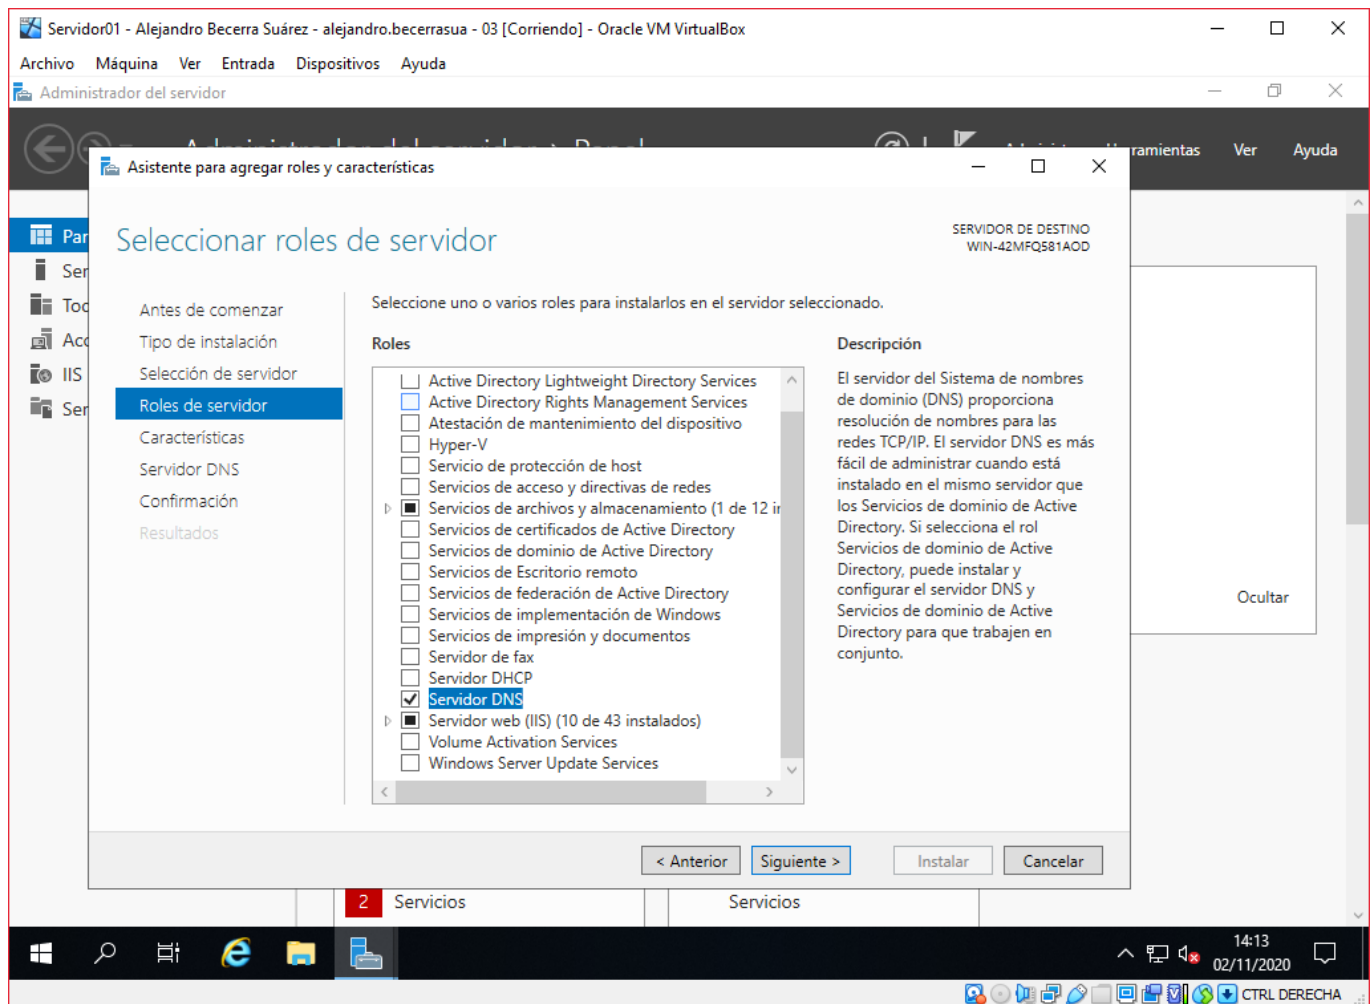 Servidor01 - Alejandro Becerra Suárez - alejandro.becerrasua - 03 [Corriendo] - Oracle VM VirtualBox
Archivo Máquina Ver Entrada Dispositivos Ayuda
Administrador del servidor
ramientas Ver Ayuda
Asistente para agregar roles y características
Seleccionar roles de servidor
SERVIDOR DE DESTINO
WIN-42MFQ581AOD
Par
Ser
Tod
Acc
IIS
Ser
Antes de comenzar
Tipo de instalación
Selección de servidor
Roles de servidor
Características
Servidor DNS
Confirmación
Resultados
Seleccione uno o varios roles para instalarlos en el servidor seleccionado.
Roles
Active Directory Lightweight Directory Services
Active Directory Rights Management Services
Atestación de mantenimiento del dispositivo
Hyper-V
Servicio de protección de host
Servicios de acceso y directivas de redes
Servicios de archivos y almacenamiento (1 de 12 in
Servicios de certificados de Active Directory
Servicios de dominio de Active Directory
Servicios de Escritorio remoto
Servicios de federación de Active Directory
Servicios de implementación de Windows
Servicios de impresión y documentos
Servidor de fax
Servidor DHCP
Servidor DNS
Servidor web (IIS) (10 de 43 instalados)
Volume Activation Services
Windows Server Update Services
Descripción
El servidor del Sistema de nombres
de dominio (DNS) proporciona
resolución de nombres para las
redes TCP/IP. El servidor DNS es más
fácil de administrar cuando está
instalado en el mismo servidor que
los Servicios de dominio de Active
Directory. Si selecciona el rol
Servicios de dominio de Active
Directory, puede instalar y
configurar el servidor DNS y
Servicios de dominio de Active
Directory para que trabajen en
conjunto.
Ocultar
< Anterior Siguiente > Instalar Cancelar
2 Servicios Servicios
14:13
02/11/2020
CTRL DERECHA